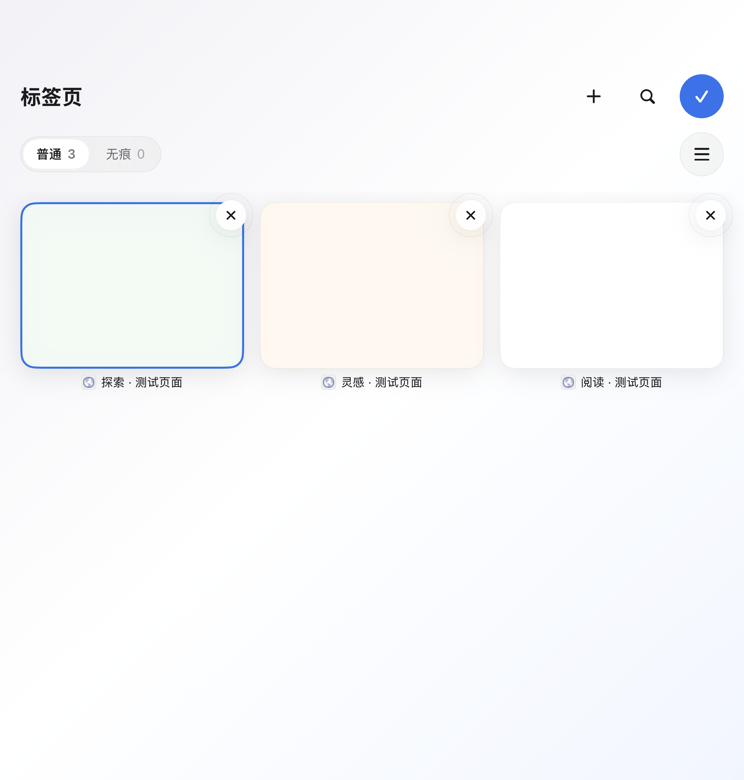 标签页
普通 3 无痕 0
探索 · 测试页面
灵感 · 测试页面
阅读 · 测试页面